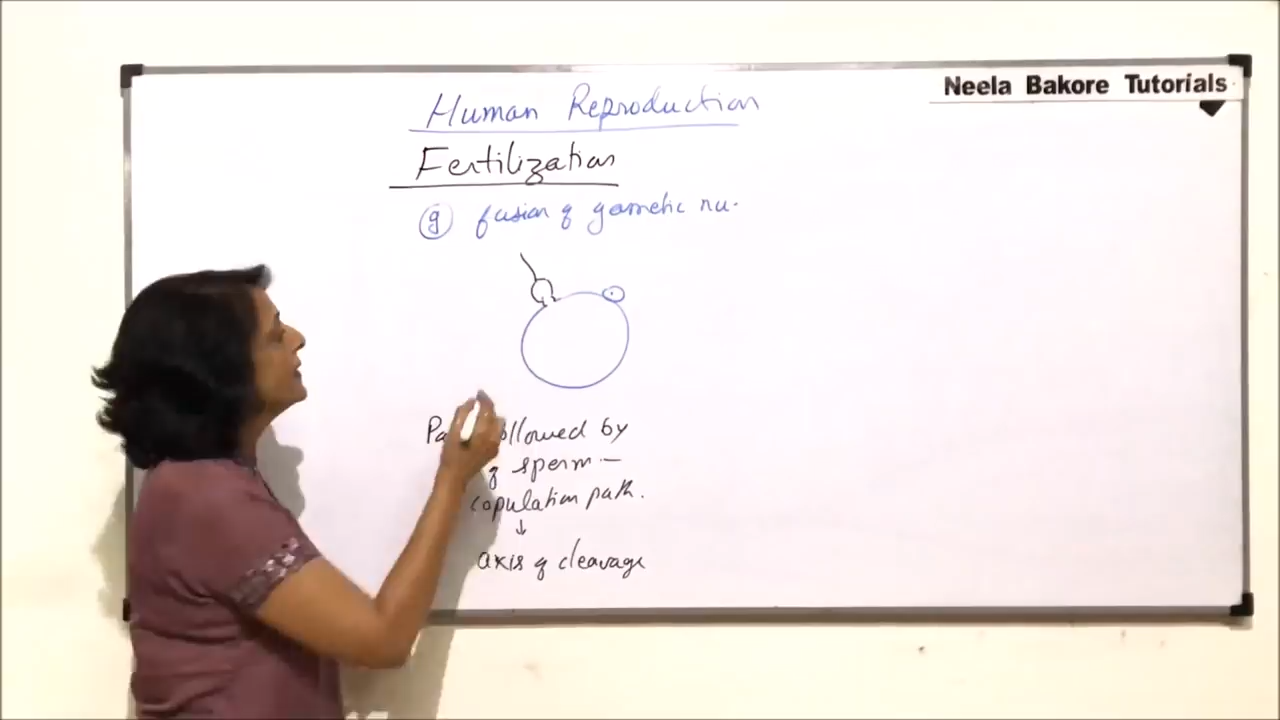 Neela Bakore Tutorials
Human Reproduction
Fertilization
g fusion of gametic nu.
followed by
of sperm —
copulation path.
↓
axis of cleavage